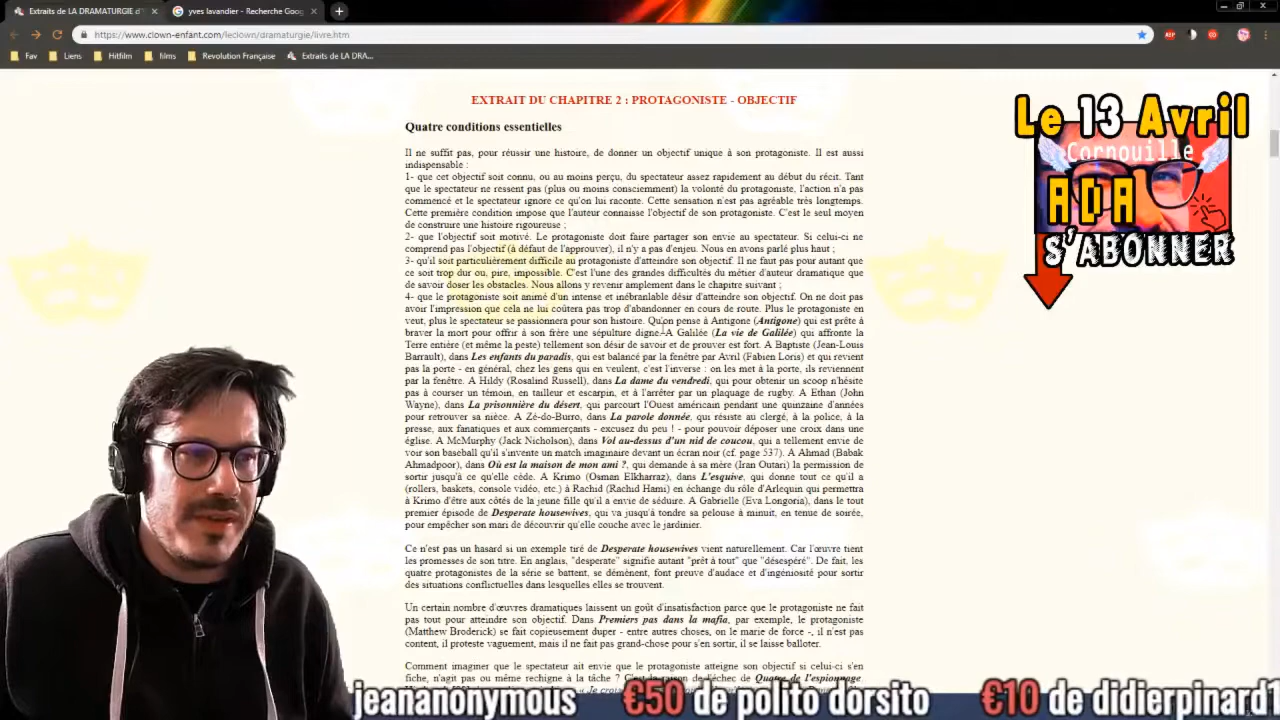 Extraits de LA DRAMATURGIE d'
yves lavandier - Recherche Goog
https://www.clown-enfant.com/leclown/dramaturgie/livre.htm
Fav
Liens
Hitfilm
films
Revolution Française
Extraits de LA DRA...
EXTRAIT DU CHAPITRE 2 : PROTAGONISTE - OBJECTIF
Quatre conditions essentielles
Il ne suffit pas, pour réussir une histoire, de donner un objectif unique à son protagoniste. Il est aussi
indispensable :
1- que cet objectif soit connu, ou au moins perçu, du spectateur assez rapidement au début du récit. Tant
que le spectateur ne ressent pas (plus ou moins consciemment) la volonté du protagoniste, l'action n'a pas
commencé et le spectateur ignore ce qu'on lui raconte. Cette sensation n'est pas agréable très longtemps.
Cette première condition impose que l'auteur connaisse l'objectif de son protagoniste. C'est le seul moyen
de construire une histoire rigoureuse ;
2- que l'objectif soit motivé. Le protagoniste doit faire partager son envie au spectateur. Si celui-ci ne
comprend pas l'objectif (à défaut de l'approuver), il n'y a pas d'enjeu. Nous en avons parlé plus haut ;
3- qu'il soit particulièrement difficile au protagoniste d'atteindre son objectif. Il ne faut pas pour autant que
ce soit trop dur ou, pire, impossible. C'est l'une des grandes difficultés du métier d'auteur dramatique que
de savoir doser les obstacles. Nous allons y revenir amplement dans le chapitre suivant ;
4- que le protagoniste soit animé d'un intense et inébranlable désir d'atteindre son objectif. On ne doit pas
avoir l'impression que cela ne lui coûtera pas trop d'abandonner en cours de route. Plus le protagoniste en
veut, plus le spectateur se passionnera pour son histoire. Qu'on pense à Antigone (Antigone) qui est prête à
braver la mort pour offrir à son frère une sépulture digne. A Galilée (La vie de Galilée) qui affronte la
Terre entière (et même la peste) tellement son désir de savoir et de prouver est fort. A Baptiste (Jean-Louis
Barrault), dans Les enfants du paradis, qui est balancé par la fenêtre par Avril (Fabien Loris) et qui revient
pas la porte - en général, chez les gens qui en veulent, c'est l'inverse : on les met à la porte, ils reviennent
par la fenêtre. A Hildy (Rosalind Russell), dans La dame du vendredi, qui pour obtenir un scoop n'hésite
pas à courser un témoin, en tailleur et escarpin, et à l'arrêter par un plaquage de rugby. A Ethan (John
Wayne), dans La prisonnière du désert, qui parcourt l'Ouest américain pendant une quinzaine d'années
pour retrouver sa nièce. A Zé-do-Burro, dans La parole donnée, qui résiste au clergé, à la police, à la
presse, aux fanatiques et aux commerçants - excusez du peu ! - pour pouvoir déposer une croix dans une
église. A McMurphy (Jack Nicholson), dans Vol au-dessus d'un nid de coucou, qui a tellement envie de
voir son baseball qu'il s'invente un match imaginaire devant un écran noir (cf. page 537). A Ahmad (Babak
Ahmadpoor), dans Où est la maison de mon ami ?, qui demande à sa mère (Iran Outari) la permission de
sortir jusqu'à ce qu'elle cède. A Krimo (Osman Elkharraz), dans L'esquive, qui donne tout ce qu'il a
(rollers, baskets, console vidéo, etc.) à Rachid (Rachid Hami) en échange du rôle d'Arlequin qui permettra
à Krimo d'être aux côtés de la jeune fille qu'il a envie de séduire. A Gabrielle (Eva Longoria), dans le tout
premier épisode de Desperate housewives, qui va jusqu'à tondre sa pelouse à minuit, en tenue de soirée,
pour empêcher son mari de découvrir qu'elle couche avec le jardinier.
Ce n'est pas un hasard si un exemple tiré de Desperate housewives vient naturellement. Car l'œuvre tient
les promesses de son titre. En anglais, "desperate" signifie autant "prêt à tout" que "désespéré". De fait, les
quatre protagonistes de la série se battent, se démènent, font preuve d'audace et d'ingéniosité pour sortir
des situations conflictuelles dans lesquelles elles se trouvent.
Un certain nombre d'œuvres dramatiques laissent un goût d'insatisfaction parce que le protagoniste ne fait
pas tout pour atteindre son objectif. Dans Premiers pas dans la mafia, par exemple, le protagoniste
(Matthew Broderick) se fait copieusement duper - entre autres choses, on le marie de force -, il n'est pas
content, il proteste vaguement, mais il ne fait pas grand-chose pour s'en sortir, il se laisse balloter.
Comment imaginer que le spectateur ait envie que le protagoniste atteigne son objectif si celui-ci s'en
fiche, n'agit pas ou même rechigne à la tâche ? C'est la raison de l'échec de Quatre de l'espionnage
Le 13 Avril
Cornouille
ADA
S'ABONNER
jeananonymous €50 de polito dorsito €10 de didierpinard1